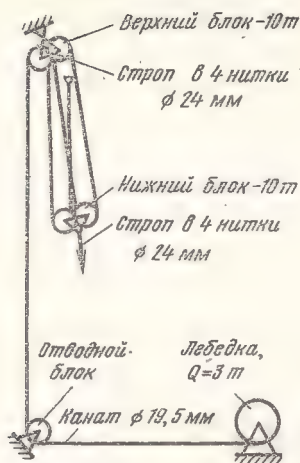 Верхний блок-10т
Строп в 4 нитки
ϕ 24 мм
Нижний блок-10т
Строп в 4 нитки
ϕ 24 мм
Отводной-
блок
Лебедка,
Q=3 т
Канат ϕ 19,5 мм